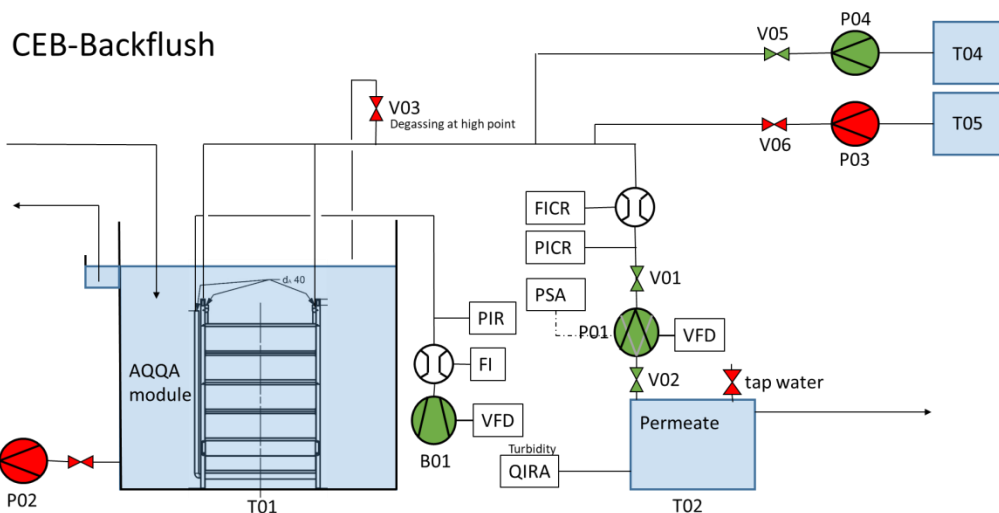 CEB-Backflush
P04
V05
T04
V03
Degassing at high point
T05
V06
P03
FICR
PICR
V01
dₐ 40
PSA
PIR
P01
VFD
FI
AQQA
module
V02
tap water
VFD
Permeate
B01
Turbidity
QIRA
P02
T01
T02